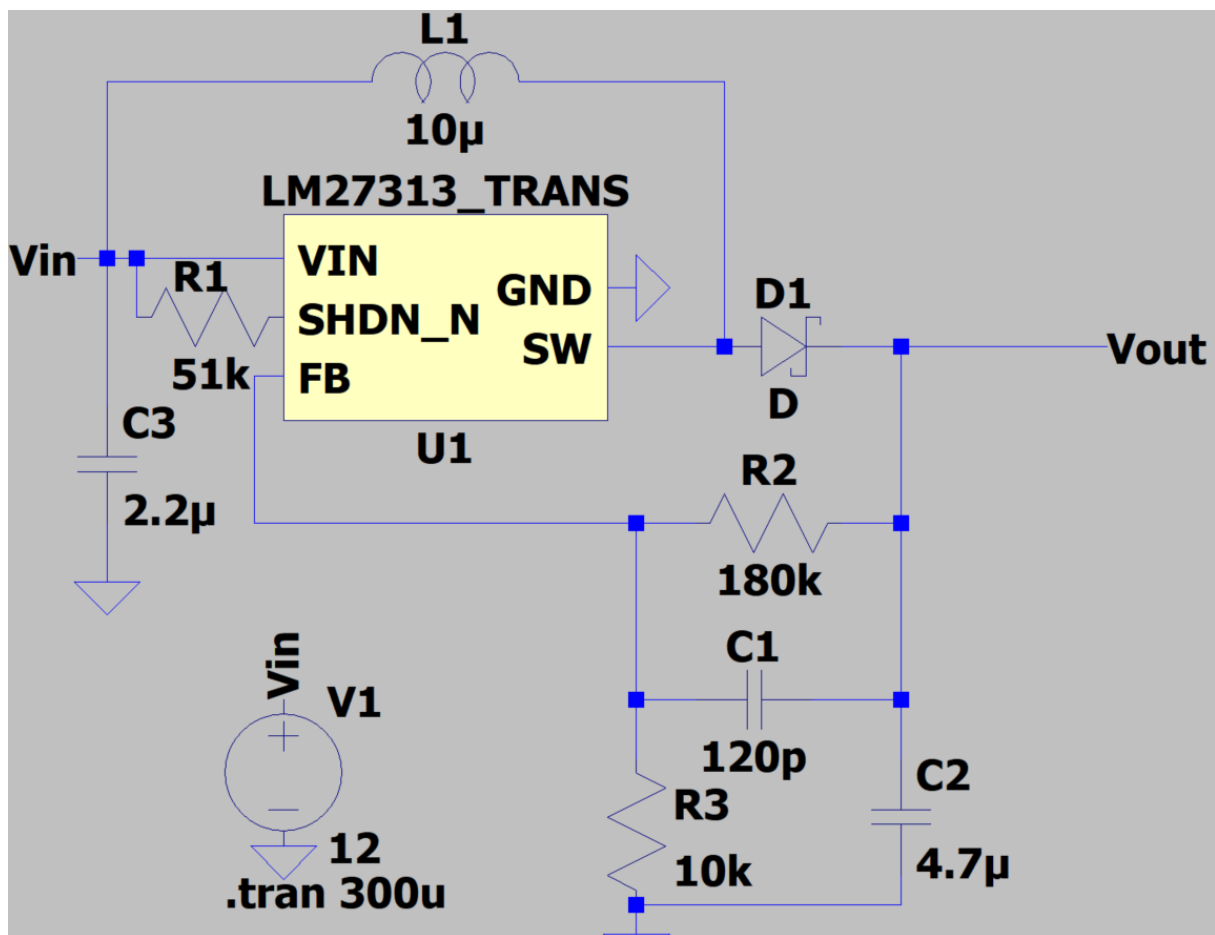 L1
10µ
LM27313_TRANS
Vin
VIN
R1
SHDN_N
GND
D1
51k
FB
SW
Vout
D
C3
U1
2.2µ
R2
180k
Vin
C1
V1
120p
C2
R3
12
10k
4.7µ
.tran 300u